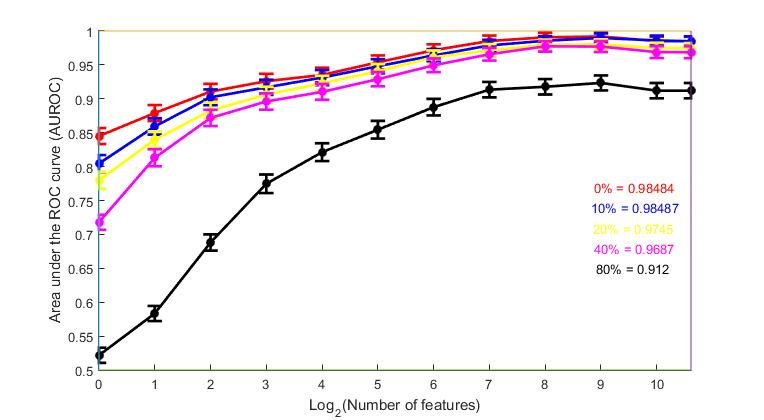 1
0.95
0.9
0.85
0.8
0.75
0.7
0.65
0.6
0.55
0.5
Area under the ROC curve (AUROC)
0% = 0.98484
10% = 0.98487
20% = 0.9745
40% = 0.9687
80% = 0.912
0 1 2 3 4 5 6 7 8 9 10
Log2(Number of features)